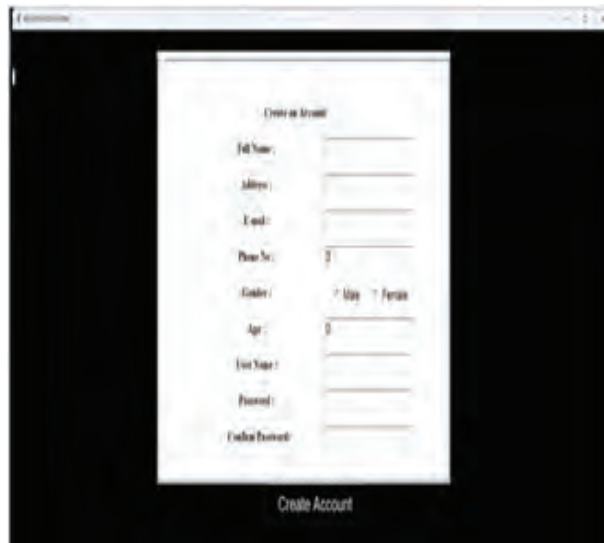 Create an Account
Full Name :
Address :
E-mail :
Phone No : 0
Gender : Male Female
Age : 0
User Name :
Password :
Confirm Password:
Create Account